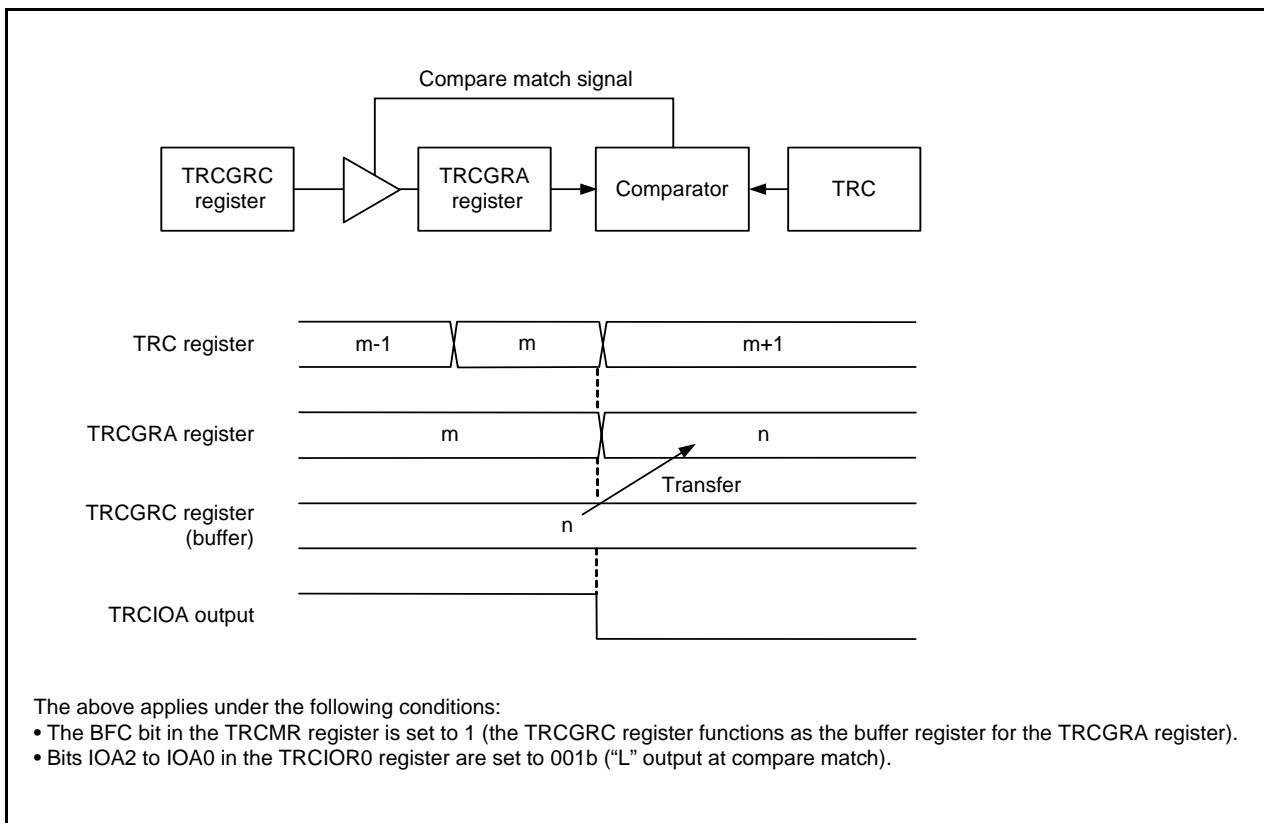 Compare match signal
TRCGRC
register
TRCGRA
register
Comparator
TRC
TRC register
m-1
m
m+1
TRCGRA register
m
n
Transfer
TRCGRC register
(buffer)
n
TRCIOA output
The above applies under the following conditions:
• The BFC bit in the TRCMR register is set to 1 (the TRCGRC register functions as the buffer register for the TRCGRA register).
• Bits IOA2 to IOA0 in the TRCIOR0 register are set to 001b (“L” output at compare match).